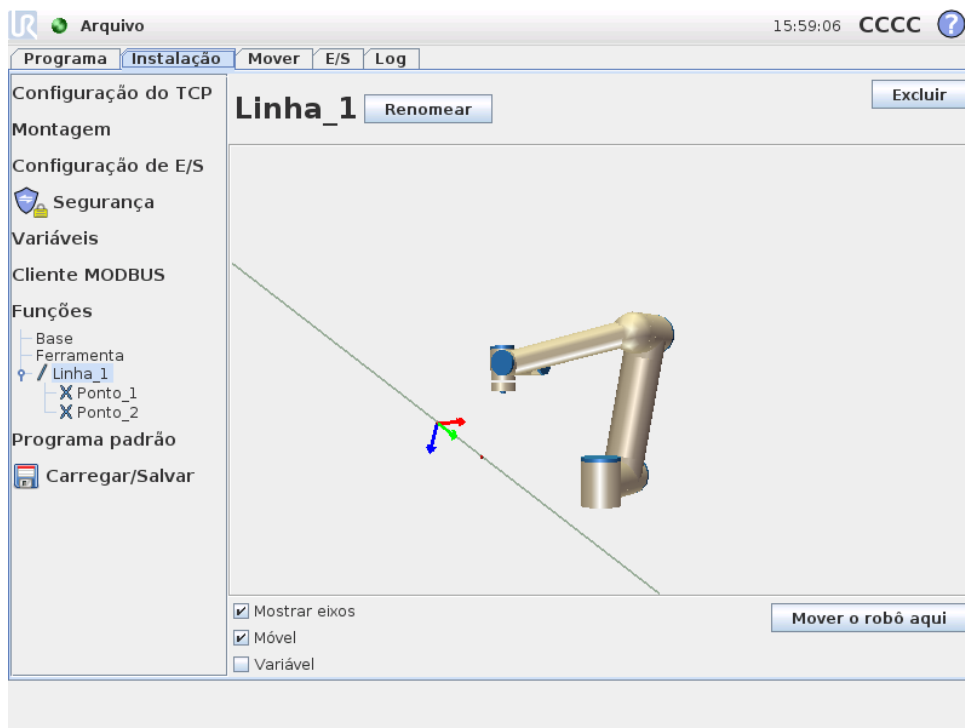 UR Arquivo 15:59:06 CCCC ?
Programa Instalação Mover E/S Log
Configuração do TCP
Montagem
Configuração de E/S
Segurança
Variáveis
Cliente MODBUS
Funções
Base
Ferramenta
Linha_1
Ponto_1
Ponto_2
Programa padrão
Carregar/Salvar
Linha_1 Renomear Excluir
Mostrar eixos
Móvel
Variável
Mover o robô aqui